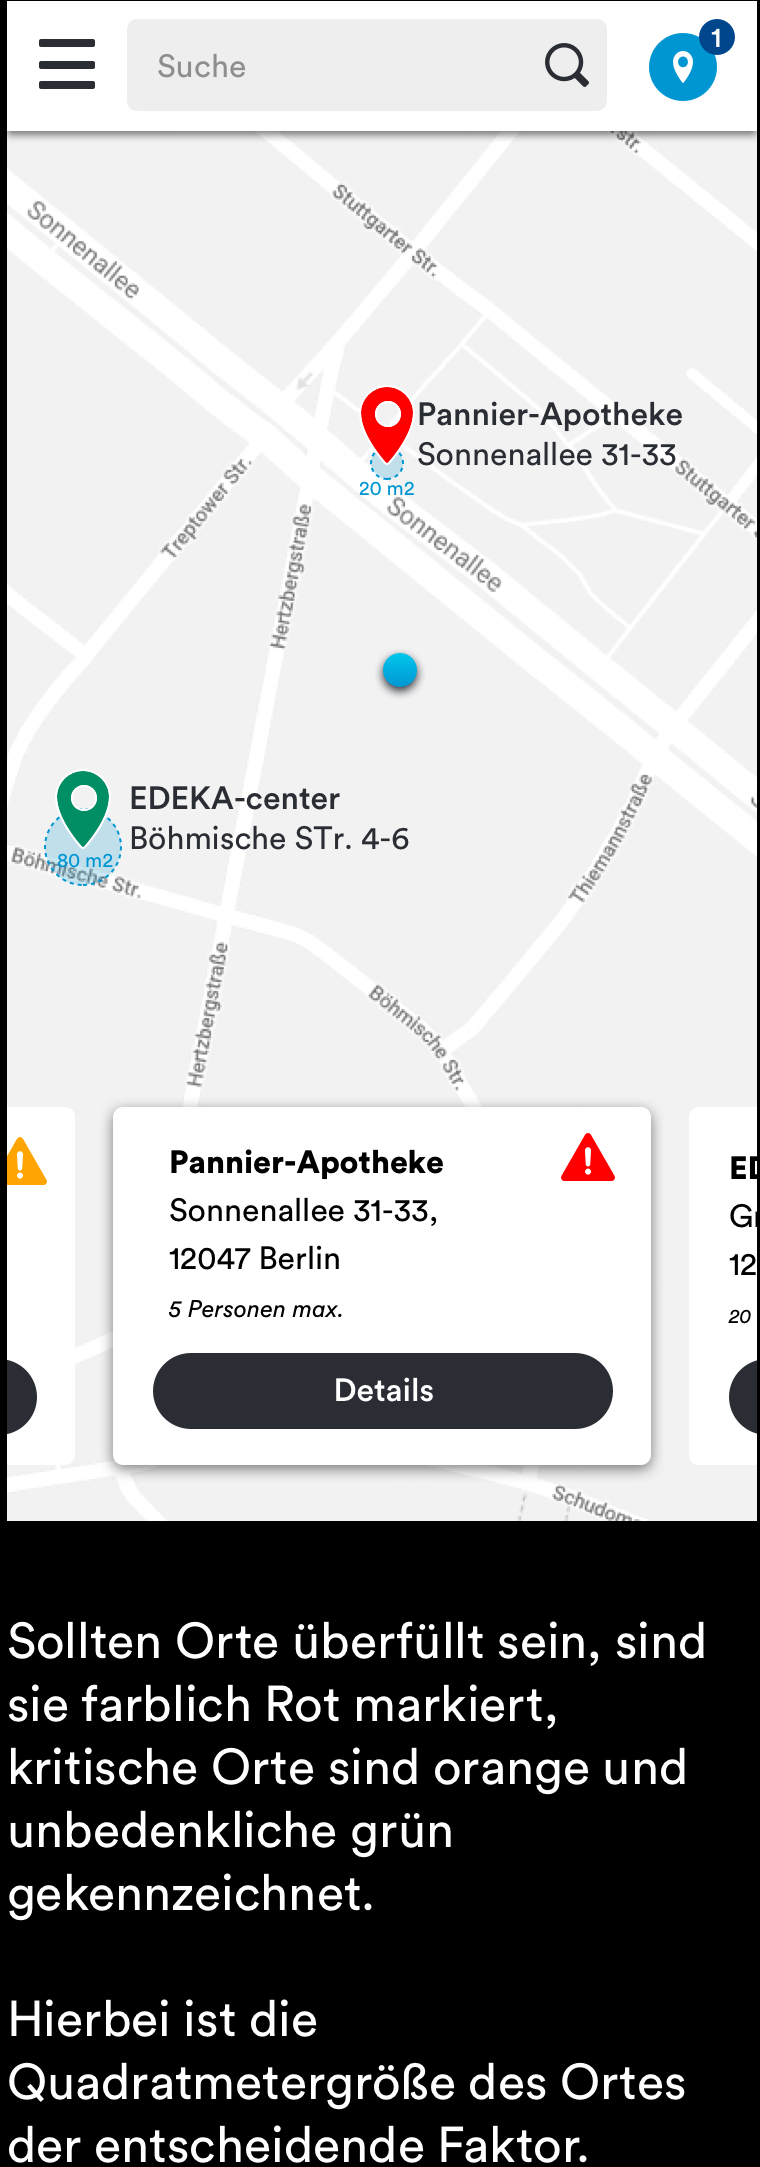 Suche
1
str.
Stuttgarter Str.
Sonnenallee
Pannier-Apotheke
Sonnenallee 31-33
20 m2
Stuttgarter
Treptower Str.
Sonnenallee
Hertzbergstraße
EDEKA-center
Böhmische STr. 4-6
80 m2
Böhmische Str.
Thiemannstraße
Hertzbergstraße
Böhmische Str.
Pannier-Apotheke
Sonnenallee 31-33,
12047 Berlin
5 Personen max.
Details
12
20
Sollten Orte überfüllt sein, sind
sie farblich Rot markiert,
kritische Orte sind orange und
unbedenkliche grün
gekennzeichnet.
Hierbei ist die
Quadratmetergröße des Ortes
der entscheidende Faktor.